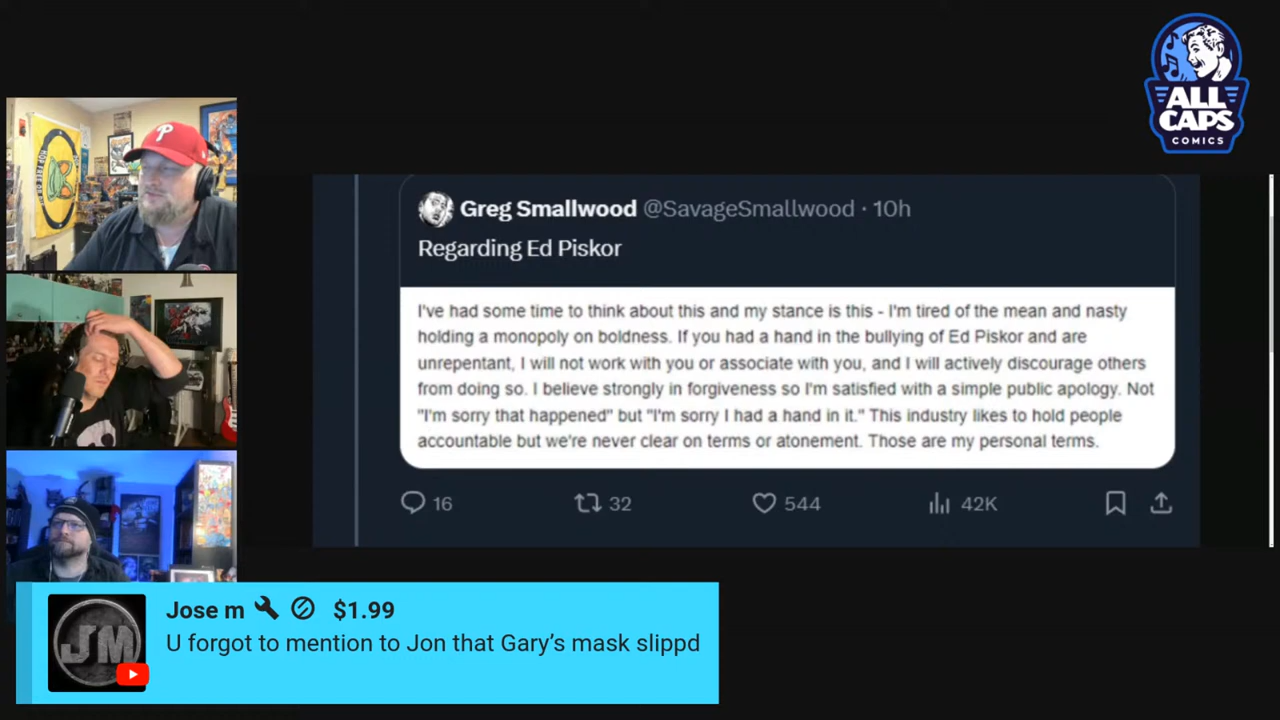 ALL
CAPS
COMICS
Greg Smallwood @SavageSmallwood · 10h
Regarding Ed Piskor
I've had some time to think about this and my stance is this - I'm tired of the mean and nasty
holding a monopoly on boldness. If you had a hand in the bullying of Ed Piskor and are
unrepentant, I will not work with you or associate with you, and I will actively discourage others
from doing so. I believe strongly in forgiveness so I'm satisfied with a simple public apology. Not
"I'm sorry that happened" but "I'm sorry I had a hand in it." This industry likes to hold people
accountable but we're never clear on terms or atonement. Those are my personal terms.
16 32 544 42K
JM
Jose m $1.99
U forgot to mention to Jon that Gary's mask slippd